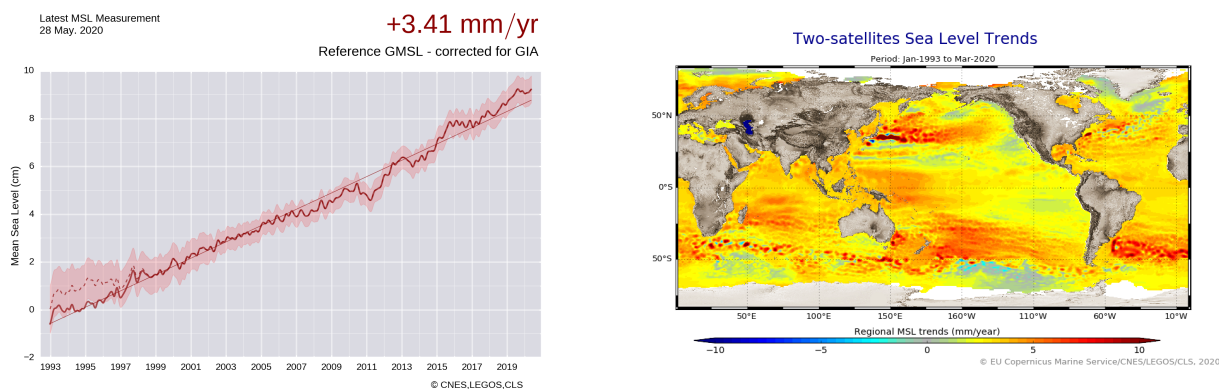 Latest MSL Measurement
28 May. 2020
+3.41 mm/yr
Reference GMSL - corrected for GIA
Mean Sea Level (cm)
10
8
6
4
2
0
−2
1993 1995 1997 1999 2001 2003 2005 2007 2009 2011 2013 2015 2017 2019
© CNES,LEGOS,CLS
Two-satellites Sea Level Trends
Period: Jan-1993 to Mar-2020
50°N
0°S
50°S
50°E 100°E 150°E 160°W 110°W 60°W 10°W
Regional MSL trends (mm/year)
−10 −5 0 5 10
© EU Copernicus Marine Service/CNES/LEGOS/CLS, 2020